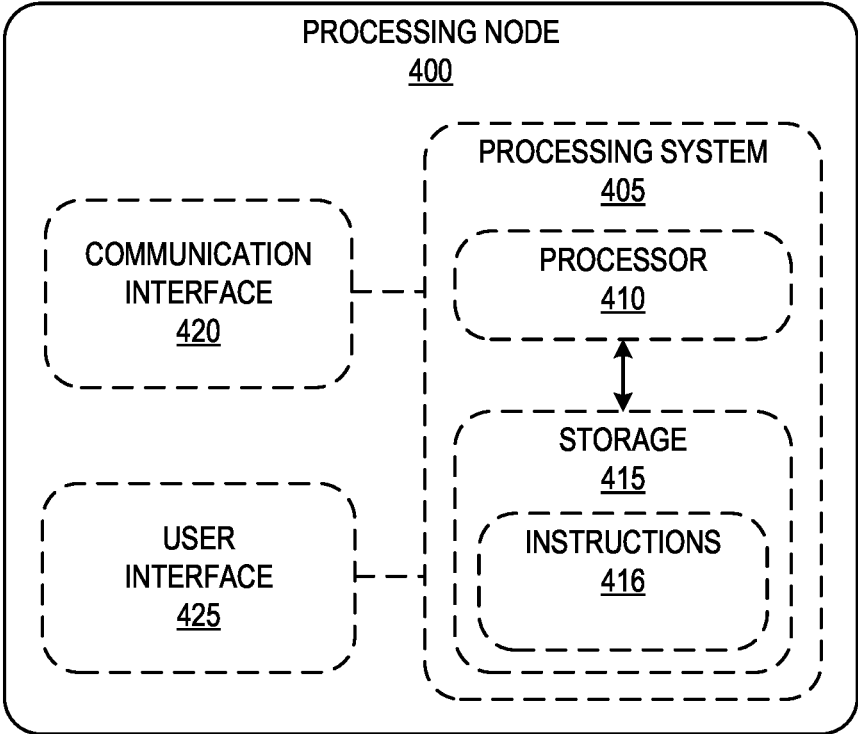 PROCESSING NODE
400
PROCESSING SYSTEM
405
COMMUNICATION
INTERFACE
420
PROCESSOR
410
STORAGE
415
INSTRUCTIONS
416
USER
INTERFACE
425